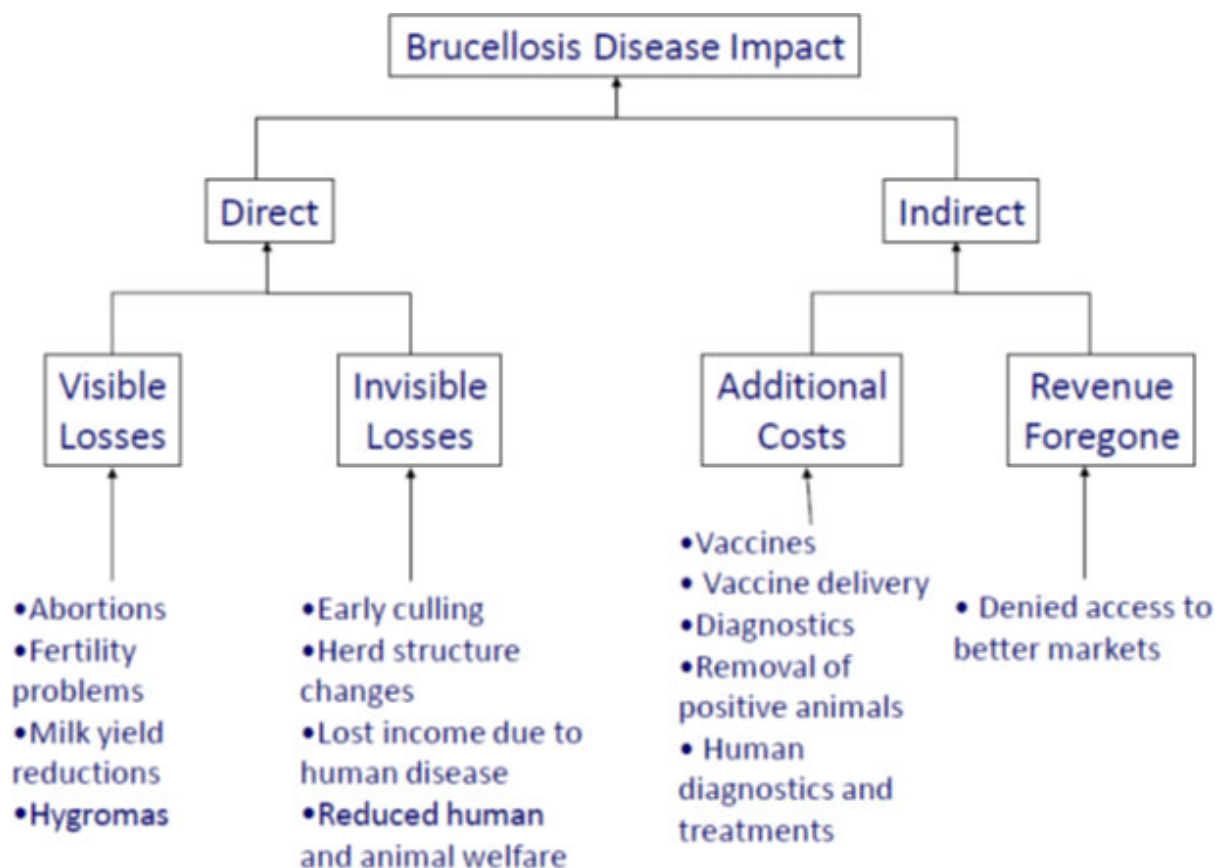 Brucellosis Disease Impact
Direct
Indirect
Visible
Losses
Invisible
Losses
Additional
Costs
Revenue
Foregone
•Abortions
•Fertility
problems
•Milk yield
reductions
•Hygromas
•Early culling
•Herd structure
changes
•Lost income due to
human disease
•Reduced human
and animal welfare
•Vaccines
• Vaccine delivery
•Diagnostics
•Removal of
positive animals
• Human
diagnostics and
treatments
• Denied access to
better markets